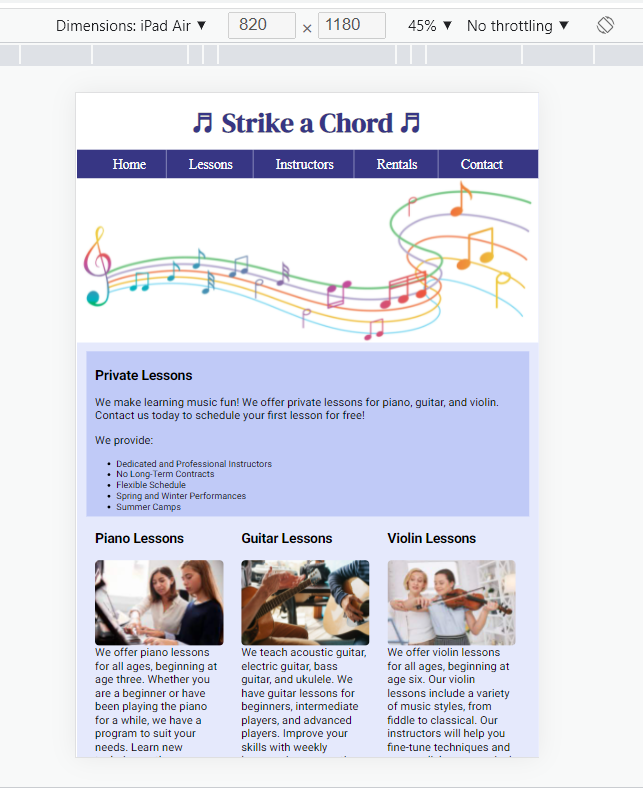 Dimensions: iPad Air ▼ 820 × 1180 45% ▼ No throttling ▼
♬ Strike a Chord ♬
Home Lessons Instructors Rentals Contact
Private Lessons
We make learning music fun! We offer private lessons for piano, guitar, and violin.
Contact us today to schedule your first lesson for free!
We provide:
• Dedicated and Professional Instructors
• No Long-Term Contracts
• Flexible Schedule
• Spring and Winter Performances
• Summer Camps
Piano Lessons
We offer piano lessons
for all ages, beginning at
age three. Whether you
are a beginner or have
been playing the piano
for a while, we have a
program to suit your
needs. Learn new
Guitar Lessons
We teach acoustic guitar,
electric guitar, bass
guitar, and ukulele. We
have guitar lessons for
beginners, intermediate
players, and advanced
players. Improve your
skills with weekly
Violin Lessons
We offer violin lessons
for all ages, beginning at
age six. Our violin
lessons include a variety
of music styles, from
fiddle to classical. Our
instructors will help you
fine-tune techniques and